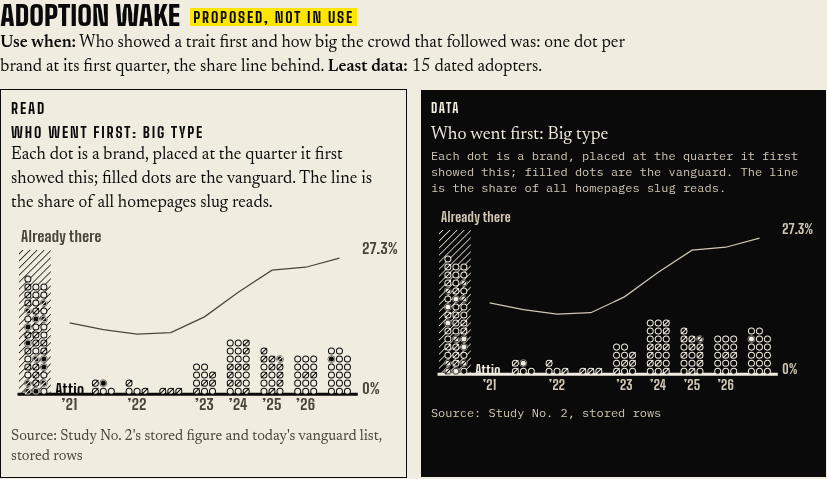 ADOPTION WAKE PROPOSED, NOT IN USE
Use when: Who showed a trait first and how big the crowd that followed was: one dot per
brand at its first quarter, the share line behind. Least data: 15 dated adopters.
READ
WHO WENT FIRST: BIG TYPE
Each dot is a brand, placed at the quarter it first
showed this; filled dots are the vanguard. The line is
the share of all homepages slug reads.
Already there
27.3%
Attio
0%
’21 ’22 ’23 ’24 ’25 ’26
Source: Study No. 2's stored figure and today's vanguard list,
stored rows
DATA
Who went first: Big type
Each dot is a brand, placed at the quarter it first
showed this; filled dots are the vanguard. The line
is the share of all homepages slug reads.
Already there
27.3%
Attio
0%
’21 ’22 ’23 ’24 ’25 ’26
Source: Study No. 2, stored rows